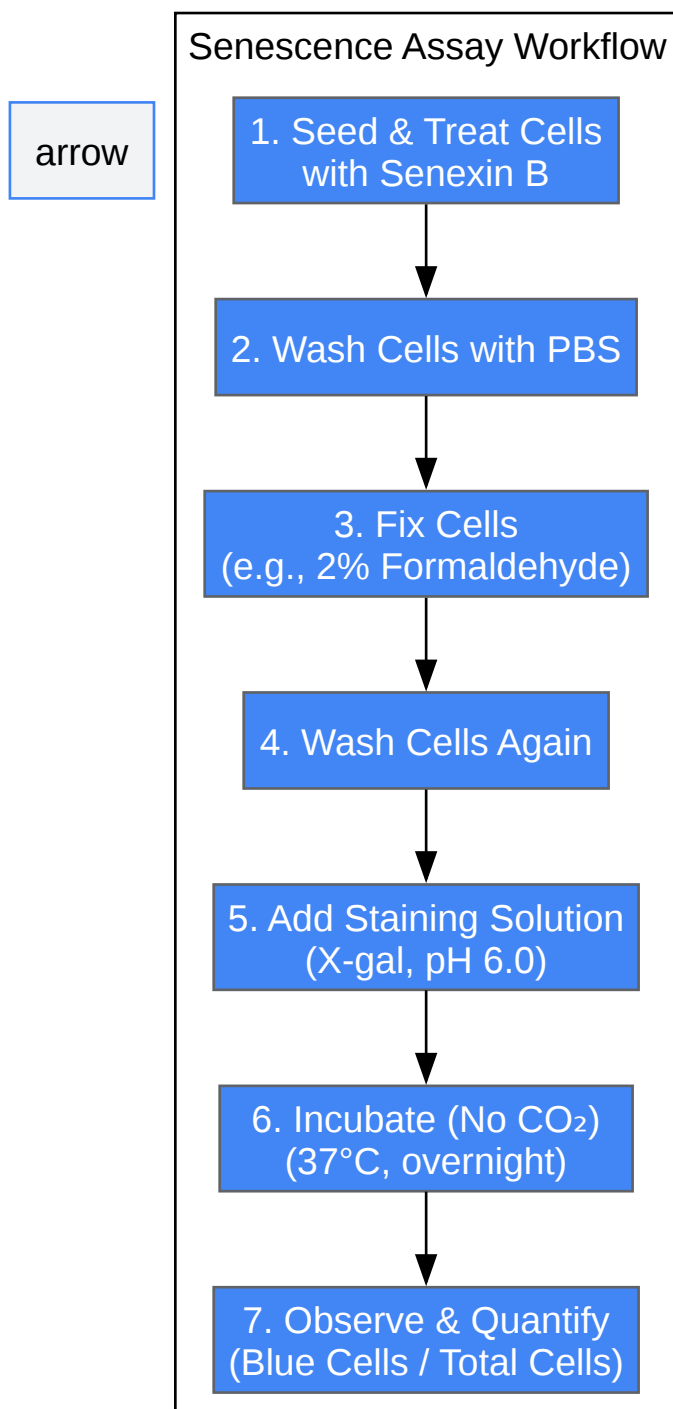 Senescence Assay Workflow
arrow
1. Seed & Treat Cells
with Senexin B
2. Wash Cells with PBS
3. Fix Cells
(e.g., 2% Formaldehyde)
4. Wash Cells Again
5. Add Staining Solution
(X-gal, pH 6.0)
6. Incubate (No CO₂)
(37°C, overnight)
7. Observe & Quantify
(Blue Cells / Total Cells)